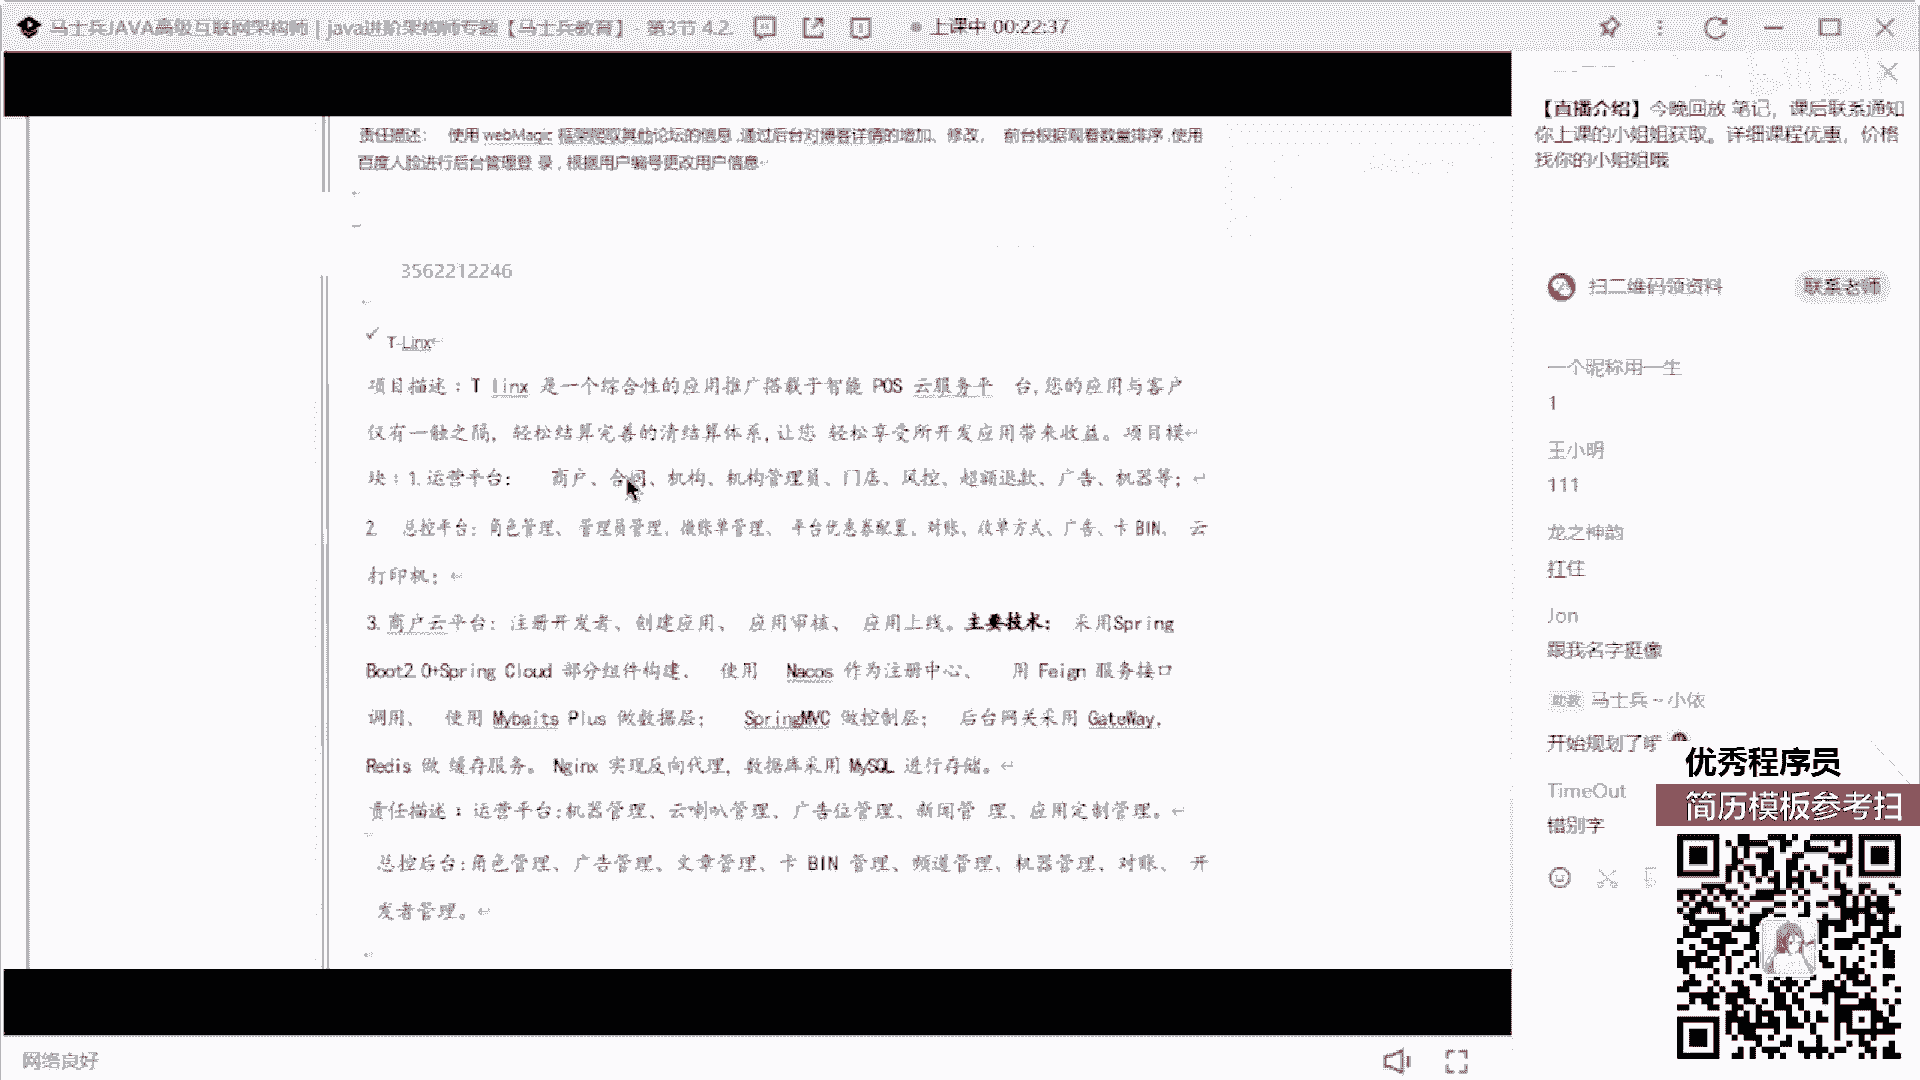 马士兵JAVA高级互联网架构师 | java进阶架构师专题【马士兵教育】 - 第3节 4.2. 上课中 00:22:37
责任描述： 使用 webMagic 框架爬取其他论坛的信息.通过后台对博客详情的增加、修改， 前台根据观看数量排序.使用
百度人脸进行后台管理登 录 , 根据用户编号更改用户信息
3562212246
T-Linx
项目描述：T linx 是一个综合性的应用推广搭载于智能 POS 云服务平 台,您的应用与客户
仅有一触之隔, 轻松结算完善的清结算体系,让您 轻松享受所开发应用带来收益。项目模
块：1.运营平台： 商户、合同、机构、机构管理员、门店、风控、超额退款、广告、机器等；
2. 总控平台：角色管理、 管理员管理、缴账单管理、 平台优惠券配置、对账、收单方式、广告、卡 BIN、 云
打印机；
3.商户云平台：注册开发者、创建应用、 应用审核、 应用上线。主要技术： 采用Spring
Boot2.0+Spring Cloud 部分组件构建、 使用 Nacos 作为注册中心、 用 Feign 服务接口
调用、 使用 Mybaits Plus 做数据层； SpringMVC 做控制层； 后台网关采用 GateWay,
Redis 做 缓存服务。 Nginx 实现反向代理, 数据库采用 MySQL 进行存储。
责任描述：运营平台:机器管理、云喇叭管理、广告位管理、新闻管 理、应用定制管理。
总控后台:角色管理、广告管理、文章管理、卡 BIN 管理、频道管理、机器管理、对账、 开
发者管理。
【直播介绍】今晚回放 笔记，课后联系通知
你上课的小姐姐获取。详细课程优惠，价格
找你的小姐姐哦
扫二维码领资料 联系老师
一个昵称用一生
1
王小明
111
龙之神韵
扛住
Jon
跟我名字挺像
助教 马士兵 - 小依
开始规划了呀
TimeOut
错别字
优秀程序员
简历模板参考扫
网络良好